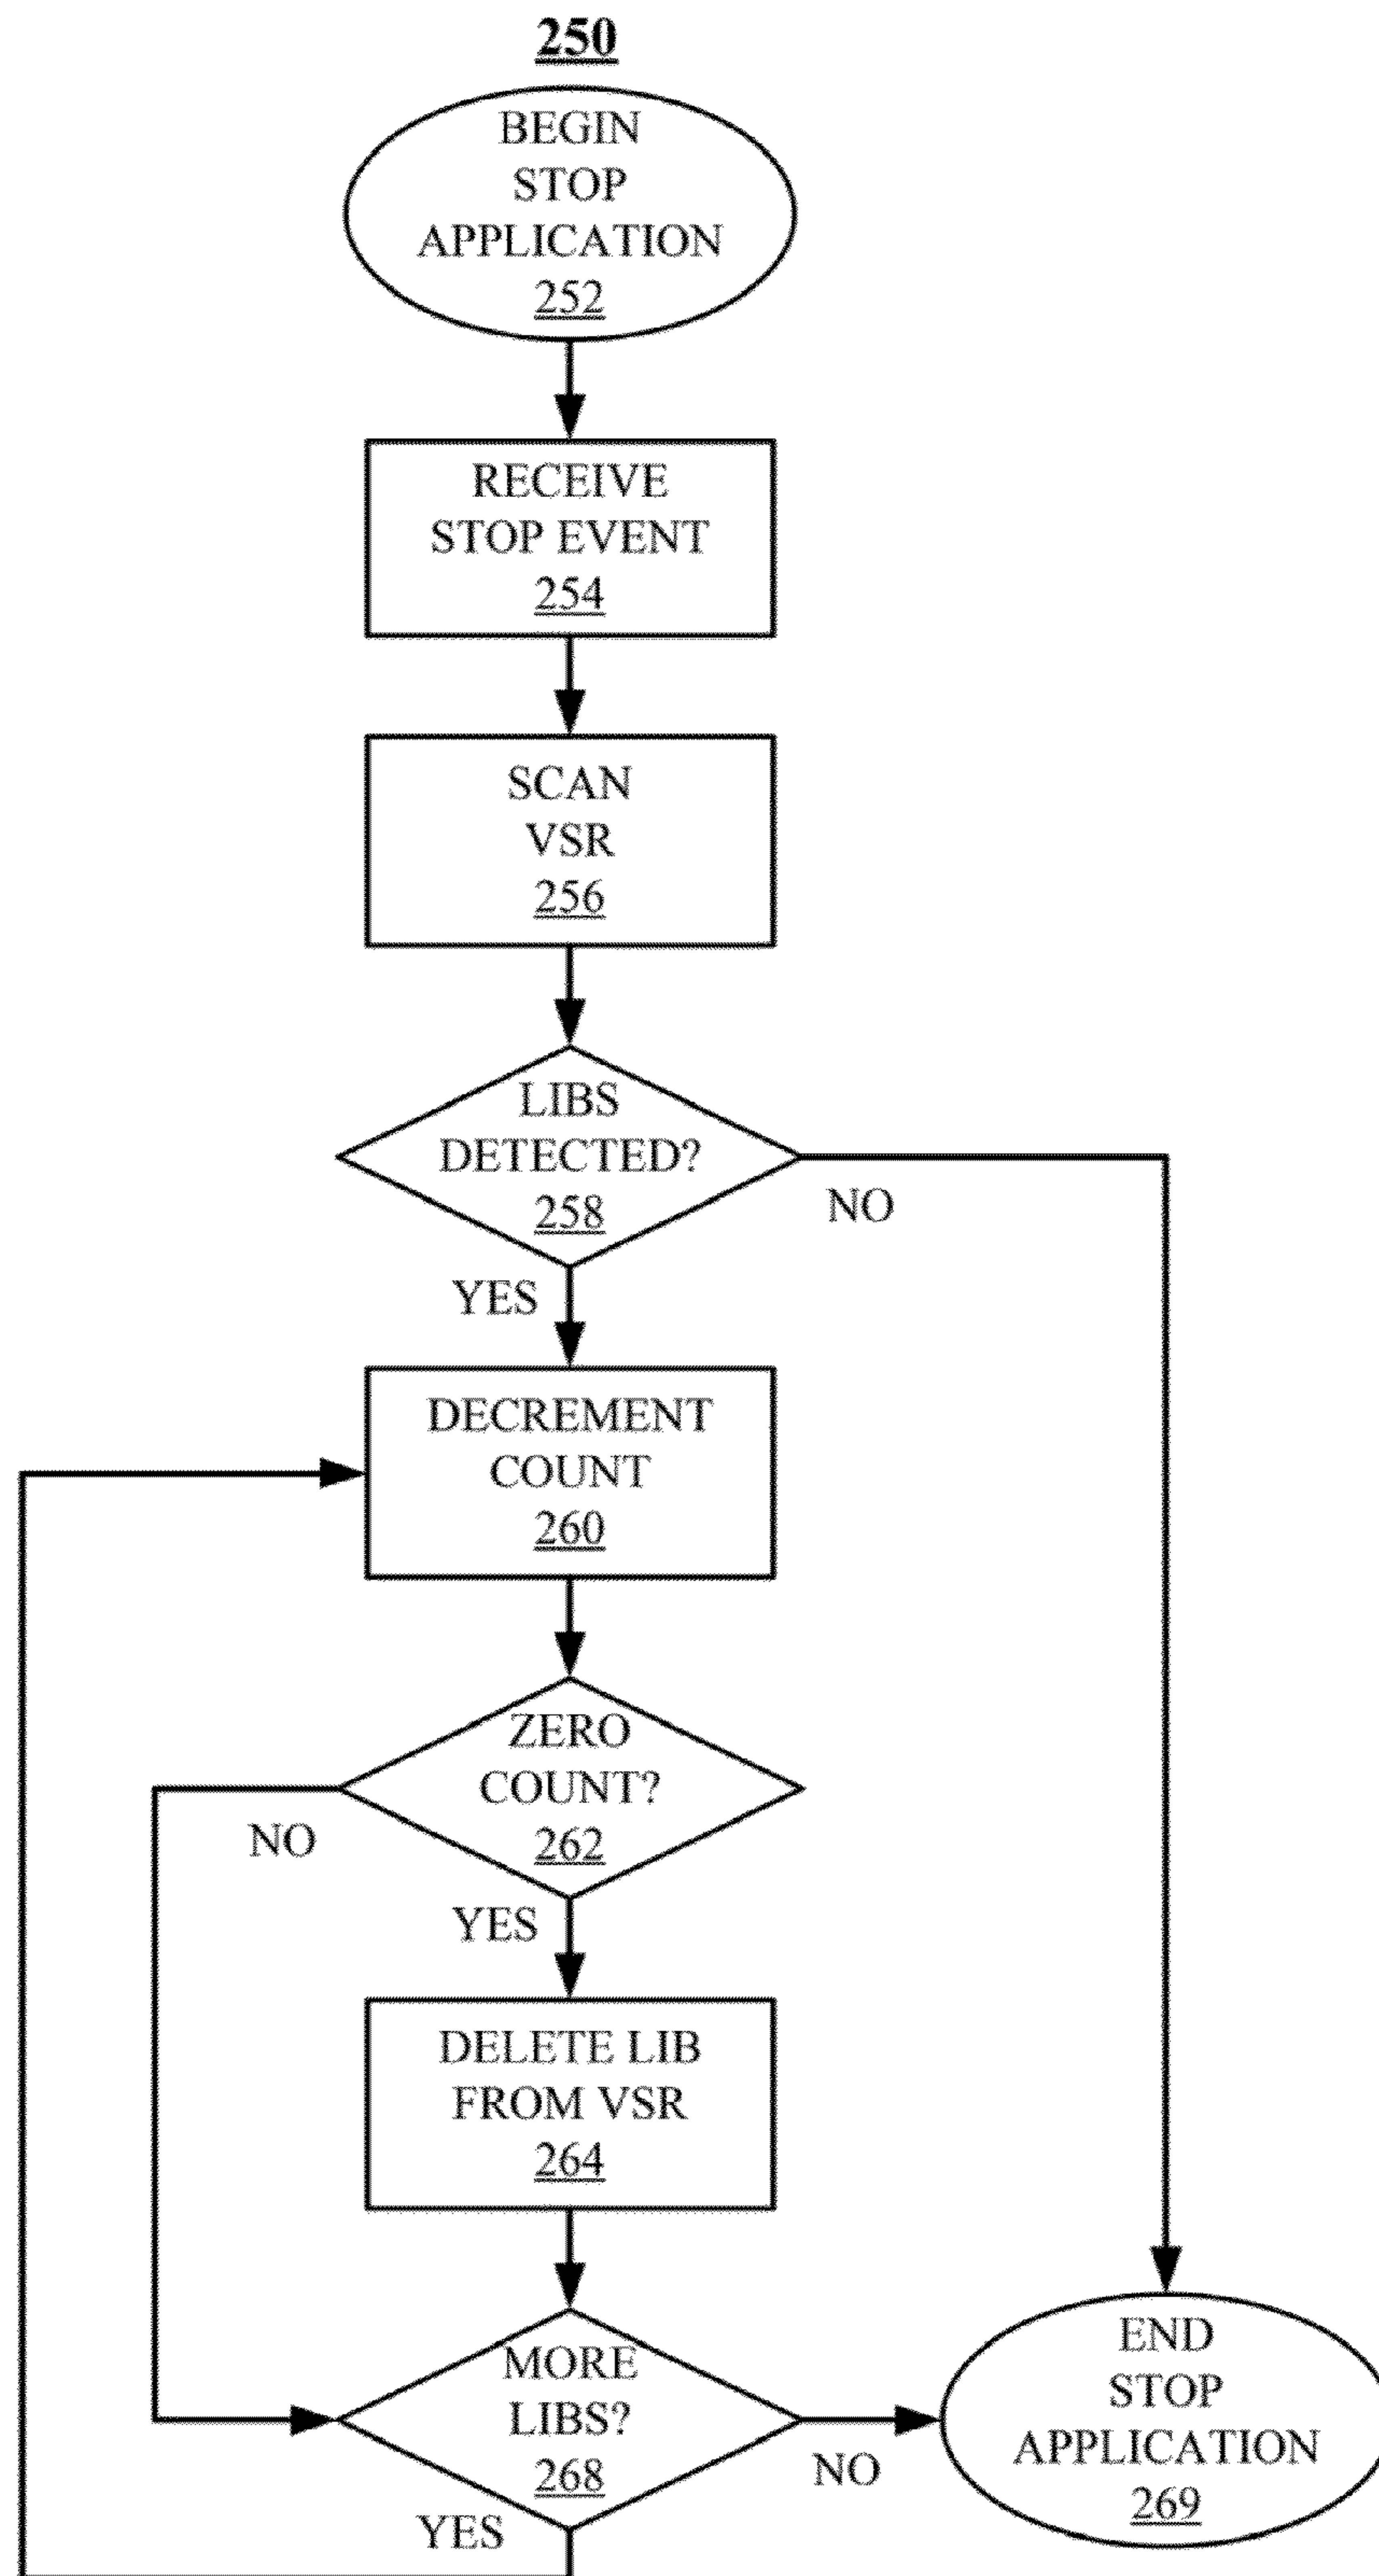 250
BEGIN
STOP
APPLICATION
252
RECEIVE
STOP EVENT
254
SCAN
VSR
256
LIBS
DETECTED?
258
NO
YES
DECREMENT
COUNT
260
ZERO
COUNT?
262
NO
YES
DELETE LIB
FROM VSR
264
MORE
LIBS?
268
NO
YES
END
STOP
APPLICATION
269